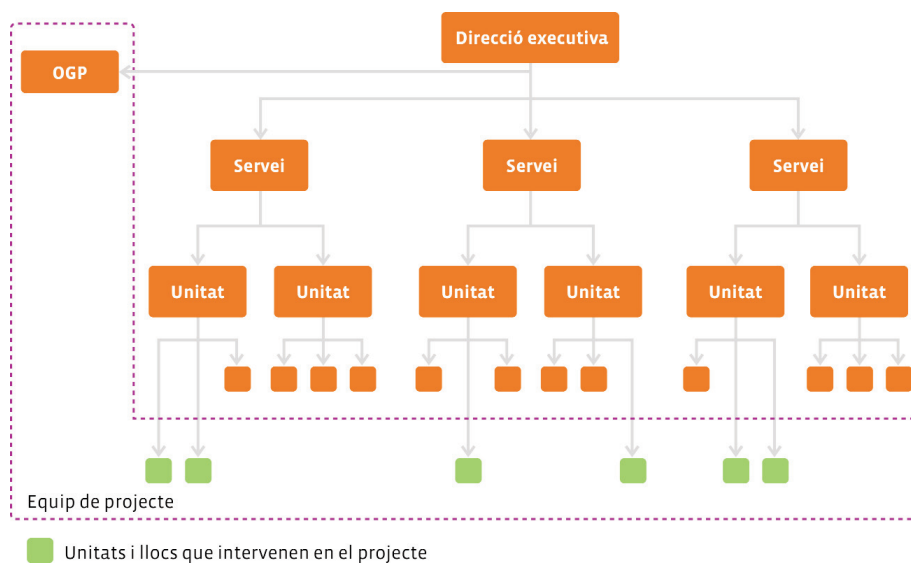 Direcció executiva
OGP
Servei
Servei
Servei
Unitat
Unitat
Unitat
Unitat
Unitat
Unitat
Equip de projecte
Unitats i llocs que intervenen en el projecte